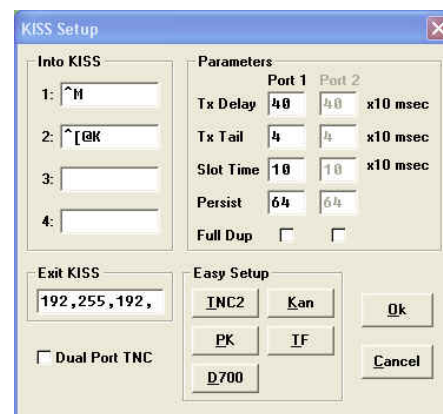 KISS Setup
Into KISS
1: ^M
2: ^[@K
3:
4:
Parameters
Port 1 Port 2
Tx Delay 40 40 x10 msec
Tx Tail 4 4 x10 msec
Slot Time 10 10 x10 msec
Persist 64 64
Full Dup
Exit KISS
192,255,192,
Dual Port TNC
Easy Setup
TNC2 Kan
PK TF
D700
Ok
Cancel